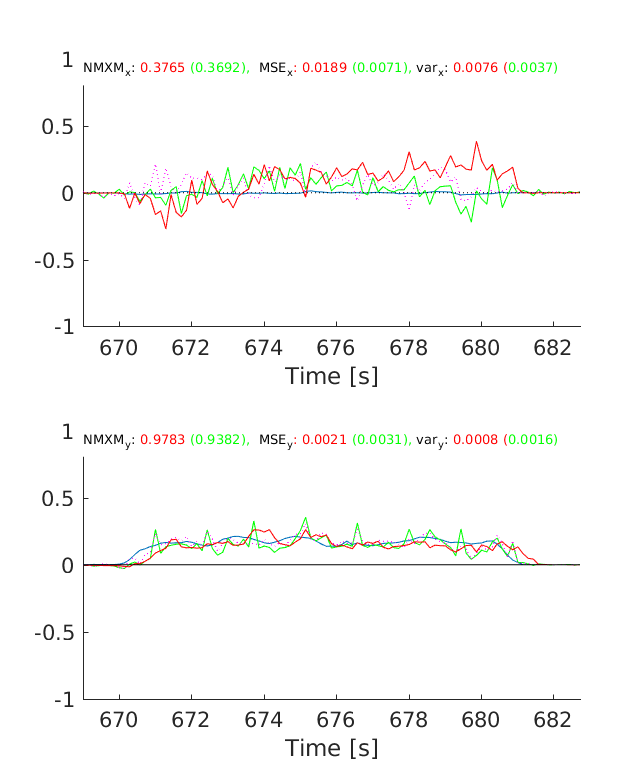 1
NMXMx: 0.3765 (0.3692), MSEx: 0.0189 (0.0071), varx: 0.0076 (0.0037)
0.5
0
-0.5
-1
670 672 674 676 678 680 682
Time [s]
1
NMXMy: 0.9783 (0.9382), MSEy: 0.0021 (0.0031), vary: 0.0008 (0.0016)
0.5
0
-0.5
-1
670 672 674 676 678 680 682
Time [s]